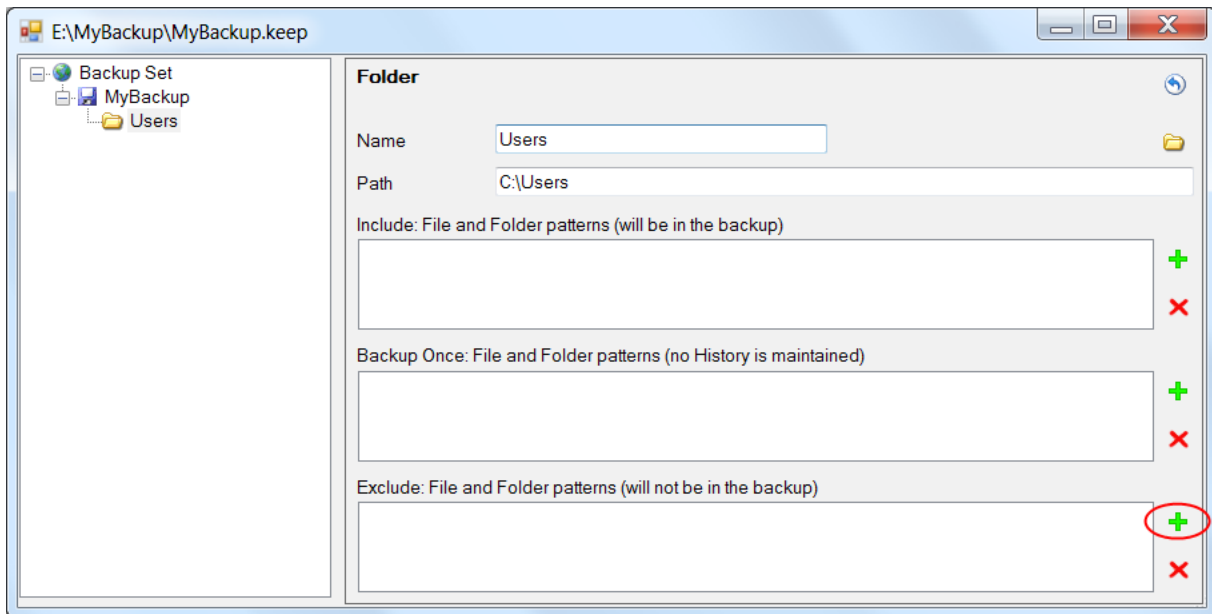 E:\MyBackup\MyBackup.keep
Backup Set
MyBackup
Users
Folder
Name
Users
Path
C:\Users
Include: File and Folder patterns (will be in the backup)
Backup Once: File and Folder patterns (no History is maintained)
Exclude: File and Folder patterns (will not be in the backup)